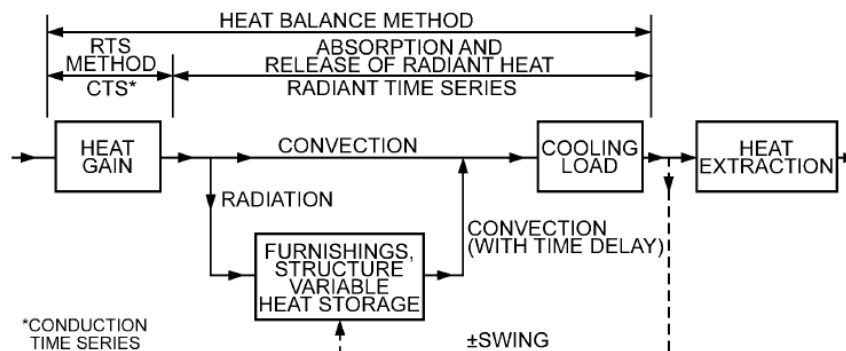 HEAT BALANCE METHOD
RTS
METHOD
CTS*
ABSORPTION AND
RELEASE OF RADIANT HEAT
RADIANT TIME SERIES
HEAT
GAIN
CONVECTION
COOLING
LOAD
HEAT
EXTRACTION
RADIATION
CONVECTION
(WITH TIME DELAY)
FURNISHINGS,
STRUCTURE
VARIABLE
HEAT STORAGE
*CONDUCTION
TIME SERIES
±SWING